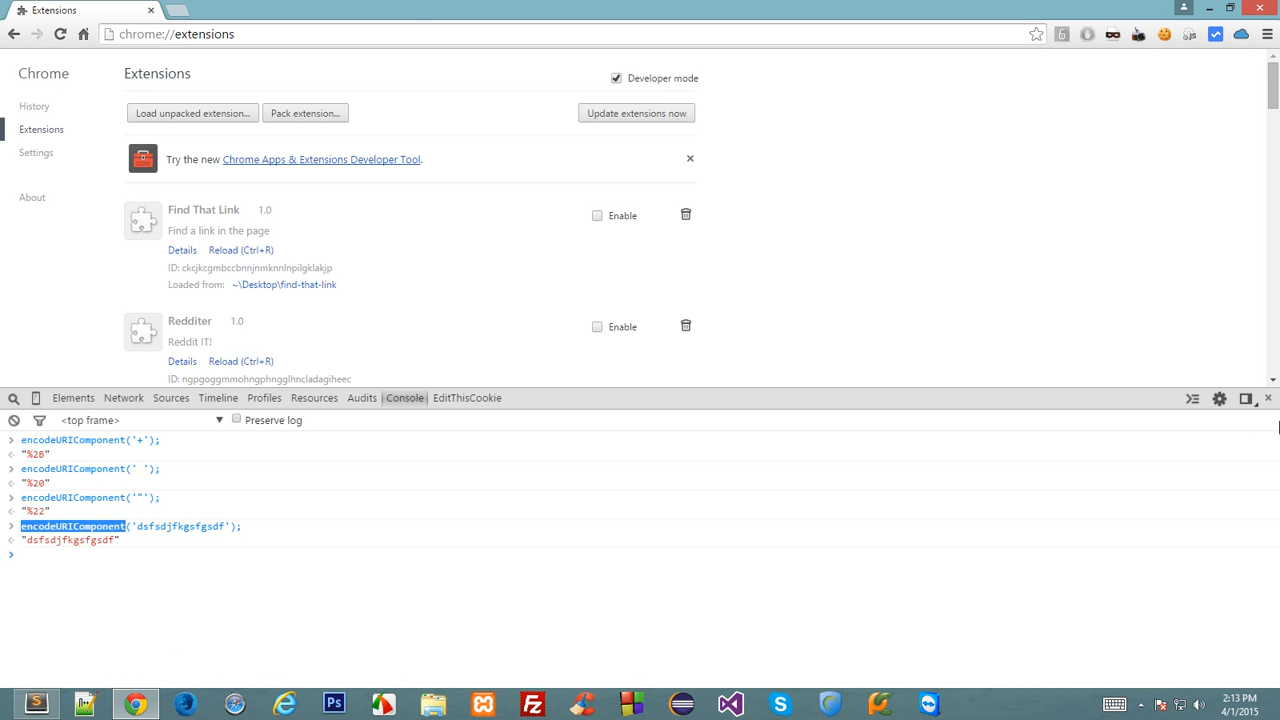 Extensions
chrome://extensions
Chrome
History
Extensions
Settings
About
Extensions
Developer mode
Load unpacked extension...
Pack extension...
Update extensions now
Try the new Chrome Apps & Extensions Developer Tool.
Find That Link 1.0
Enable
Find a link in the page
Details Reload (Ctrl+R)
ID: ckcjkcgmbccbnnjnmknnlnpilgklakjp
Loaded from: ~\Desktop\find-that-link
Redditer 1.0
Enable
Reddit IT!
Details Reload (Ctrl+R)
ID: ngpgoggmmohngphngglhncladagiheec
Elements Network Sources Timeline Profiles Resources Audits Console EditThisCookie
<top frame> Preserve log
encodeURIComponent('+');
"%2B"
encodeURIComponent(' ');
"%20"
encodeURIComponent('"');
"%22"
encodeURIComponent('dsfsdjfkgsfgsdf');
"dsfsdjfkgsfgsdf"
2:13 PM
4/1/2015